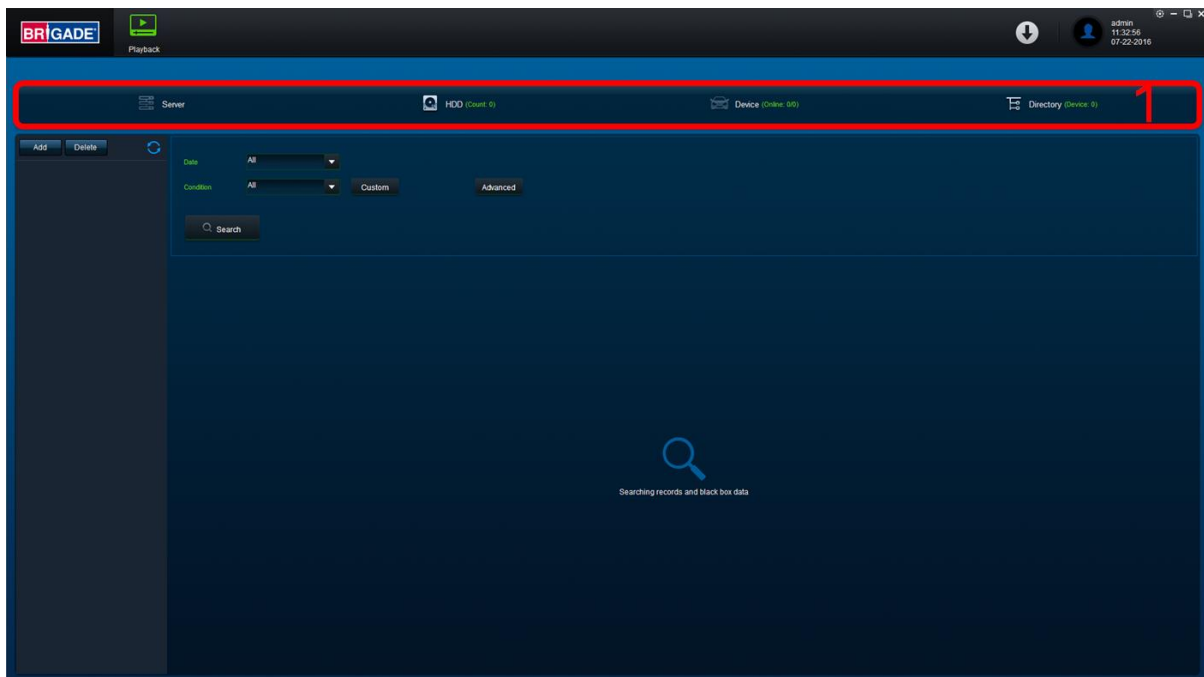 BRIGADE
Playback
admin
11:32:56
07-22-2016
Server
HDD (Count: 0)
Device (Online: 0/0)
Directory (Device: 0)
1
Add
Delete
Date
All
Condition
All
Custom
Advanced
Search
Searching records and black box data